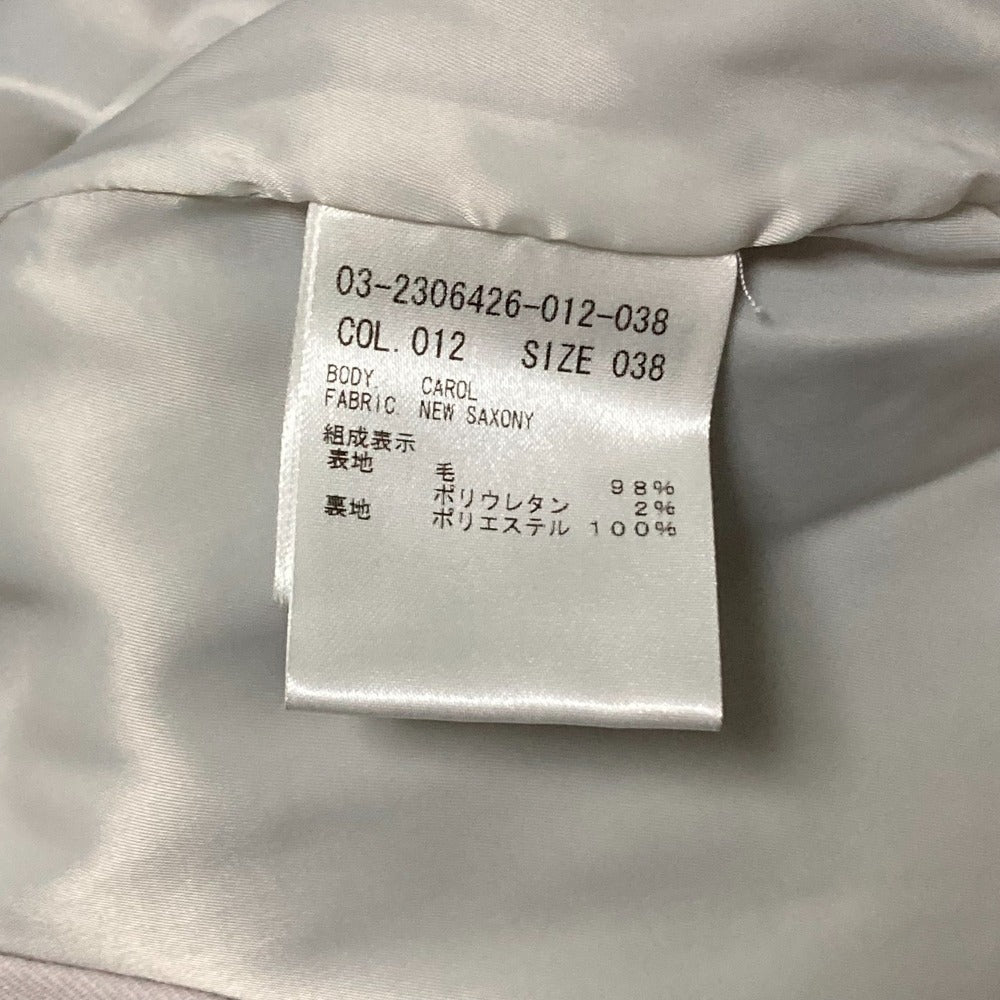 03-2306426-012-038
COL. 012 SIZE 038
BODY. CAROL
FABRIC. NEW SAXONY
組成表示
表地 毛 98%
ポリウレタン 2%
裏地 ポリエステル 100%